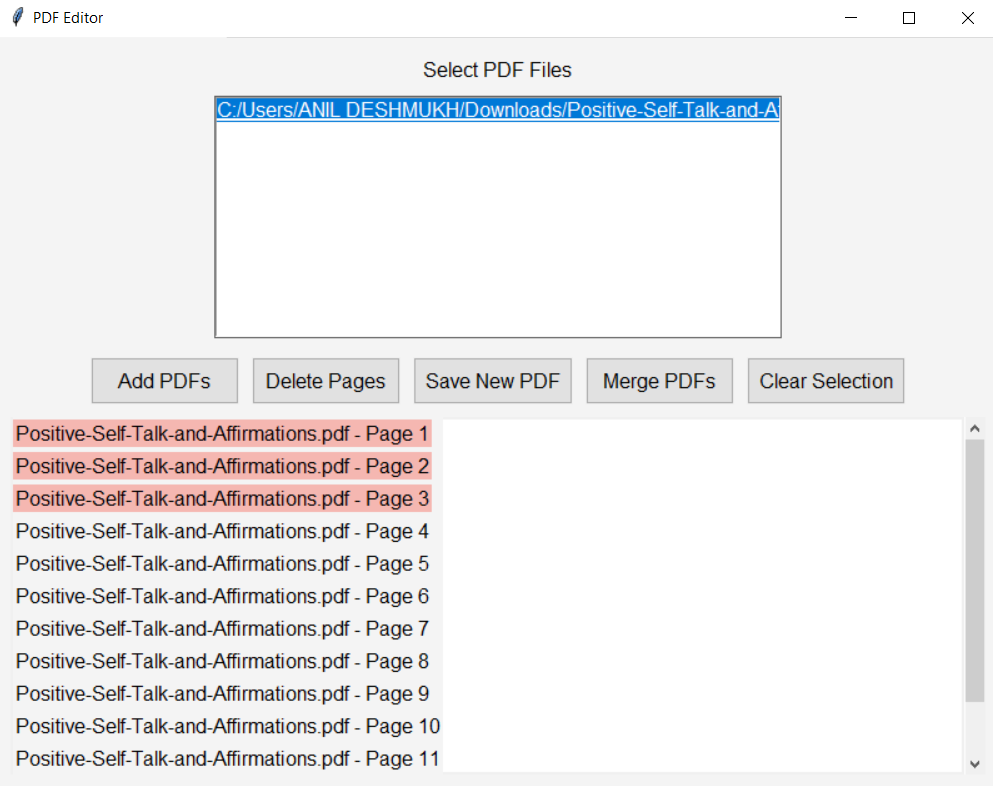 PDF Editor
Select PDF Files
C:/Users/ANIL DESHMUKH/Downloads/Positive-Self-Talk-and-A
Add PDFs Delete Pages Save New PDF Merge PDFs Clear Selection
Positive-Self-Talk-and-Affirmations.pdf - Page 1
Positive-Self-Talk-and-Affirmations.pdf - Page 2
Positive-Self-Talk-and-Affirmations.pdf - Page 3
Positive-Self-Talk-and-Affirmations.pdf - Page 4
Positive-Self-Talk-and-Affirmations.pdf - Page 5
Positive-Self-Talk-and-Affirmations.pdf - Page 6
Positive-Self-Talk-and-Affirmations.pdf - Page 7
Positive-Self-Talk-and-Affirmations.pdf - Page 8
Positive-Self-Talk-and-Affirmations.pdf - Page 9
Positive-Self-Talk-and-Affirmations.pdf - Page 10
Positive-Self-Talk-and-Affirmations.pdf - Page 11